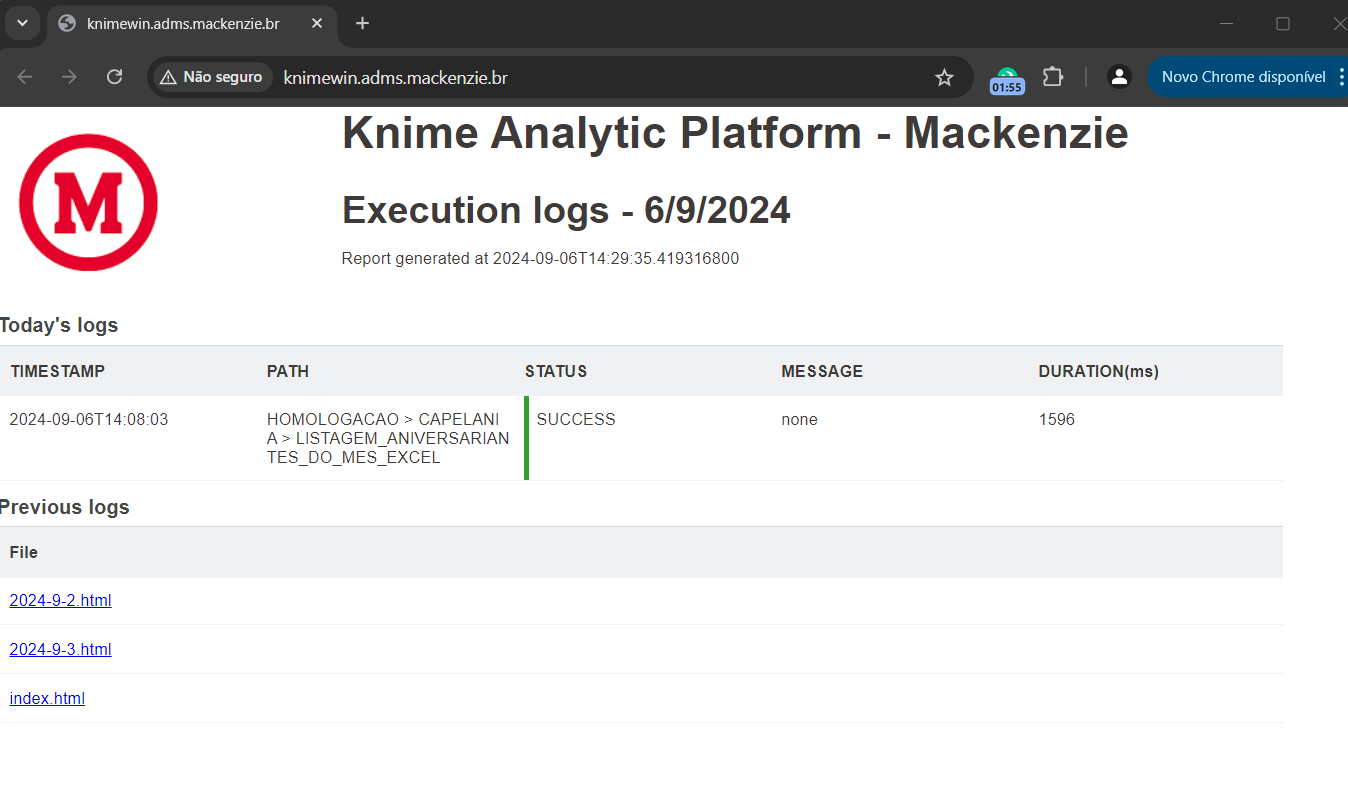 knimewin.adms.mackenzie.br
Não seguro knimewin.adms.mackenzie.br 01:55 Novo Chrome disponível
M
Knime Analytic Platform - Mackenzie
Execution logs - 6/9/2024
Report generated at 2024-09-06T14:29:35.419316800
Today's logs
TIMESTAMP PATH STATUS MESSAGE DURATION(ms)
2024-09-06T14:08:03 HOMOLOGACAO > CAPELANI SUCCESS none 1596
A > LISTAGEM_ANIVERSARIAN
TES_DO_MES_EXCEL
Previous logs
File
2024-9-2.html
2024-9-3.html
index.html